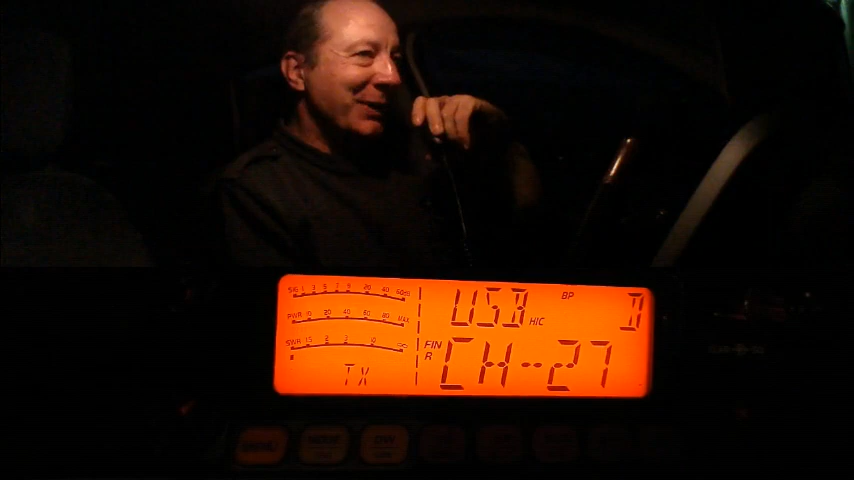 SIG 1 3 5 7 9 20 40 60dB
PWR 10 20 40 60 80 MAX
SWR 1.5 2 3 10 ∞
TX
USB HIC BP D
FIN
R
CH--27